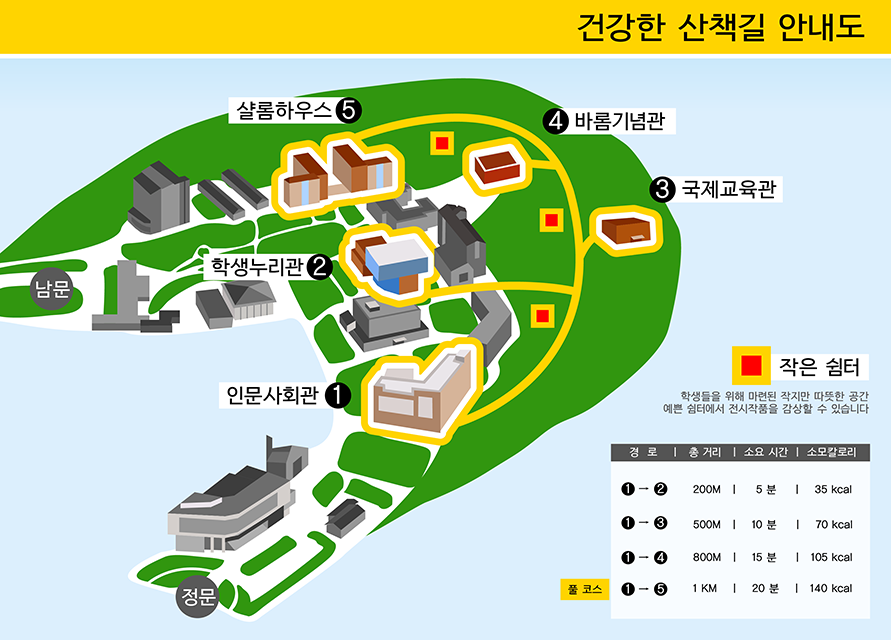 건강한 산책길 안내도
샬롬하우스 5
4 바롬기념관
3 국제교육관
학생누리관 2
남문
인문사회관 1
작은 쉼터
학생들을 위해 마련된 작지만 따뜻한 공간
예쁜 쉼터에서 전시작품을 감상할 수 있습니다
경 로 | 총 거리 | 소요 시간 | 소모칼로리
1 → 2 200M | 5 분 | 35 kcal
1 → 3 500M | 10 분 | 70 kcal
1 → 4 800M | 15 분 | 105 kcal
풀 코스 1 → 5 1 KM | 20 분 | 140 kcal
정문